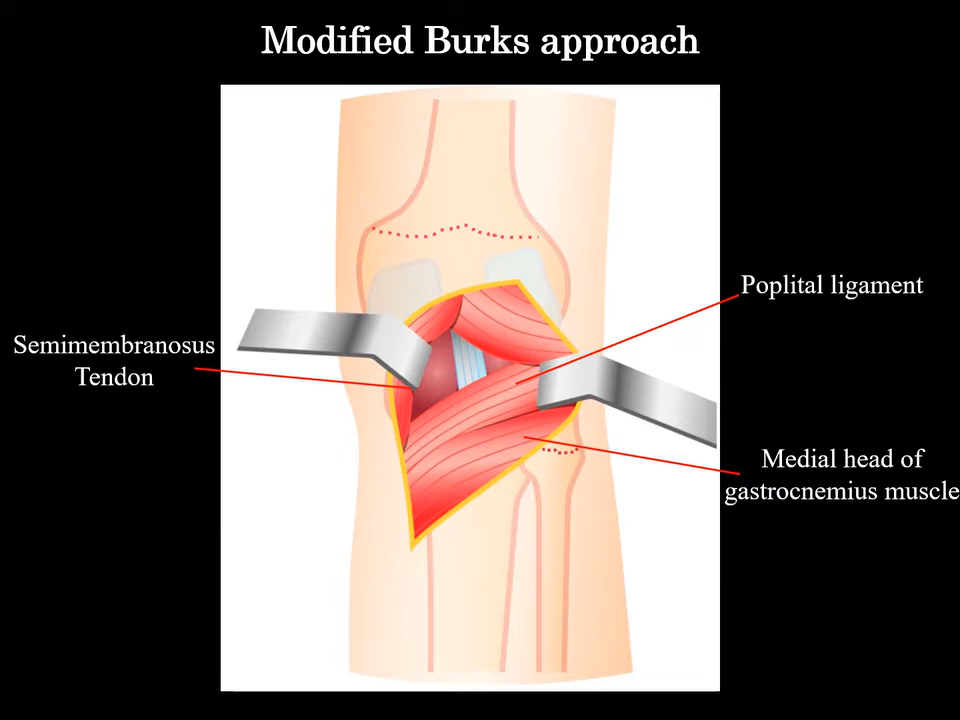 Modified Burks approach
Poplital ligament
Semimembranosus
Tendon
Medial head of
gastrocnemius muscle